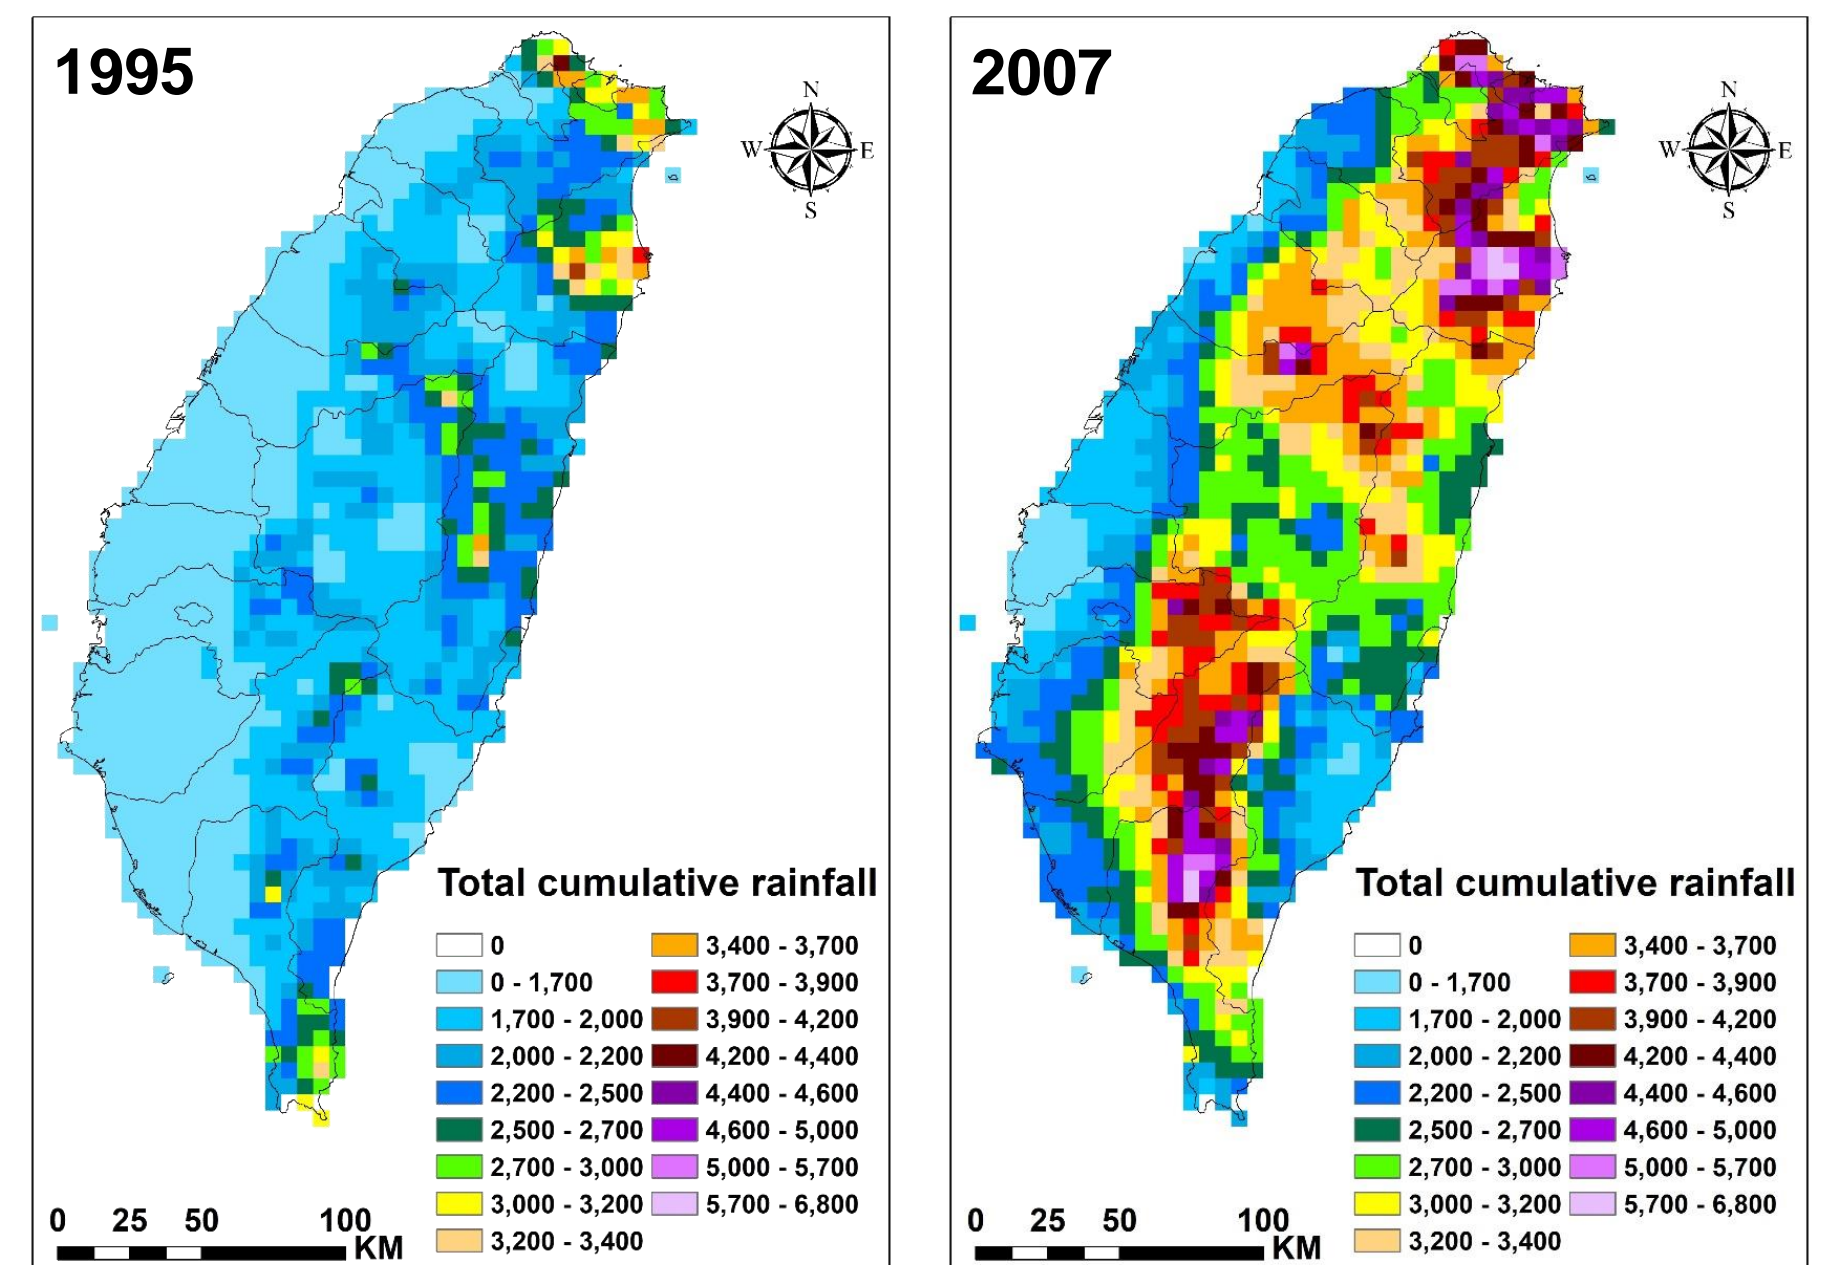 1995
N
W
E
S
Total cumulative rainfall
0
0 - 1,700
1,700 - 2,000
2,000 - 2,200
2,200 - 2,500
2,500 - 2,700
2,700 - 3,000
3,000 - 3,200
3,200 - 3,400
3,400 - 3,700
3,700 - 3,900
3,900 - 4,200
4,200 - 4,400
4,400 - 4,600
4,600 - 5,000
5,000 - 5,700
5,700 - 6,800
0 25 50 100
KM
2007
N
W
E
S
Total cumulative rainfall
0
0 - 1,700
1,700 - 2,000
2,000 - 2,200
2,200 - 2,500
2,500 - 2,700
2,700 - 3,000
3,000 - 3,200
3,200 - 3,400
3,400 - 3,700
3,700 - 3,900
3,900 - 4,200
4,200 - 4,400
4,400 - 4,600
4,600 - 5,000
5,000 - 5,700
5,700 - 6,800
0 25 50 100
KM